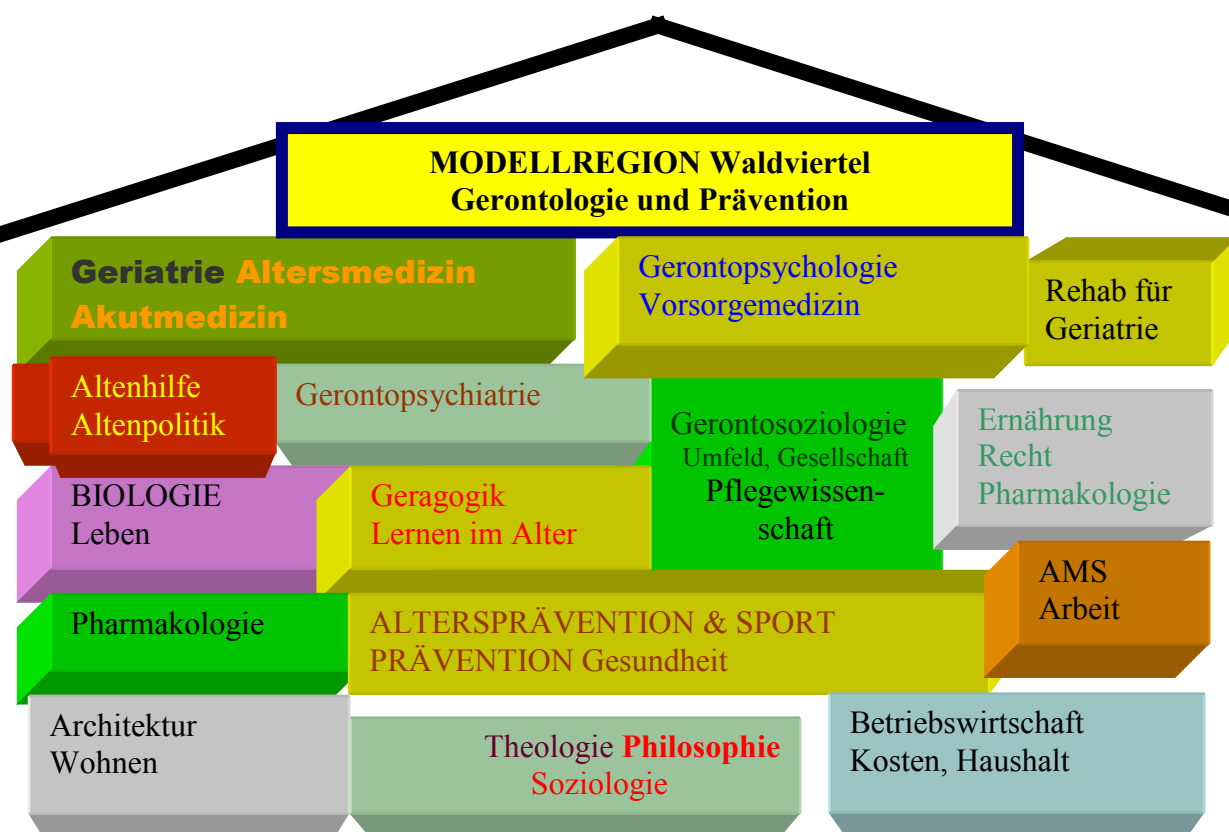 MODELLREGION Waldviertel
Gerontologie und Prävention
Geriatrie Altersmedizin
Akutmedizin
Gerontopsychologie
Vorsorgemedizin
Rehab für
Geriatrie
Altenhilfe
Altenpolitik
Gerontopsychiatrie
Gerontosoziologie
Umfeld, Gesellschaft
Pflegewissen-
schaft
Ernährung
Recht
Pharmakologie
BIOLOGIE
Leben
Geragogik
Lernen im Alter
AMS
Arbeit
Pharmakologie
ALTERSPRÄVENTION & SPORT
PRÄVENTION Gesundheit
Architektur
Wohnen
Theologie Philosophie
Soziologie
Betriebswirtschaft
Kosten, Haushalt